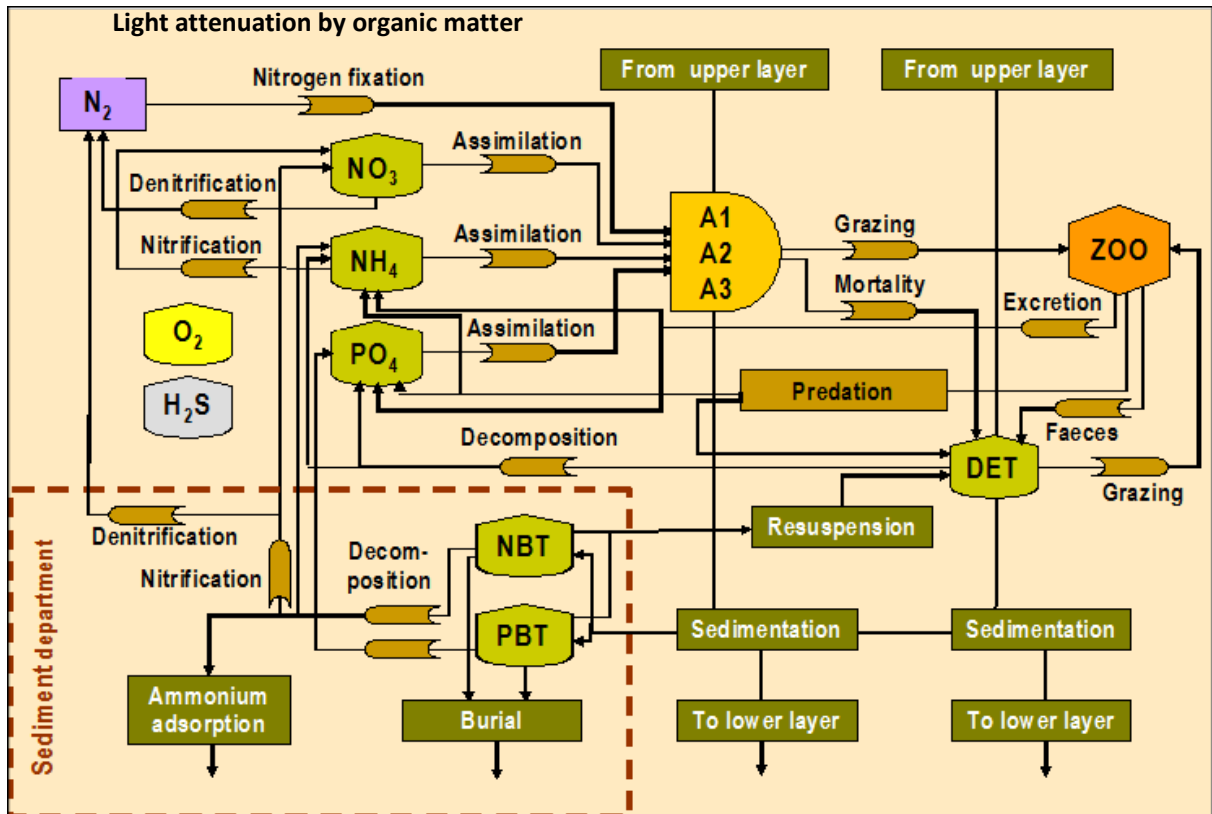 Light attenuation by organic matter
From upper layer
From upper layer
Nitrogen fixation
N₂
Assimilation
NO₃
Denitrification
A1
A2
A3
Grazing
ZOO
Nitrification
NH₄
Assimilation
Mortality
Excretion
O₂
PO₄
Assimilation
H₂S
Predation
Faeces
Decomposition
DET
Grazing
Resuspension
Denitrification
NBT
Decom-
position
Nitrification
PBT
Sedimentation
Sedimentation
Sediment department
Ammonium
adsorption
Burial
To lower layer
To lower layer